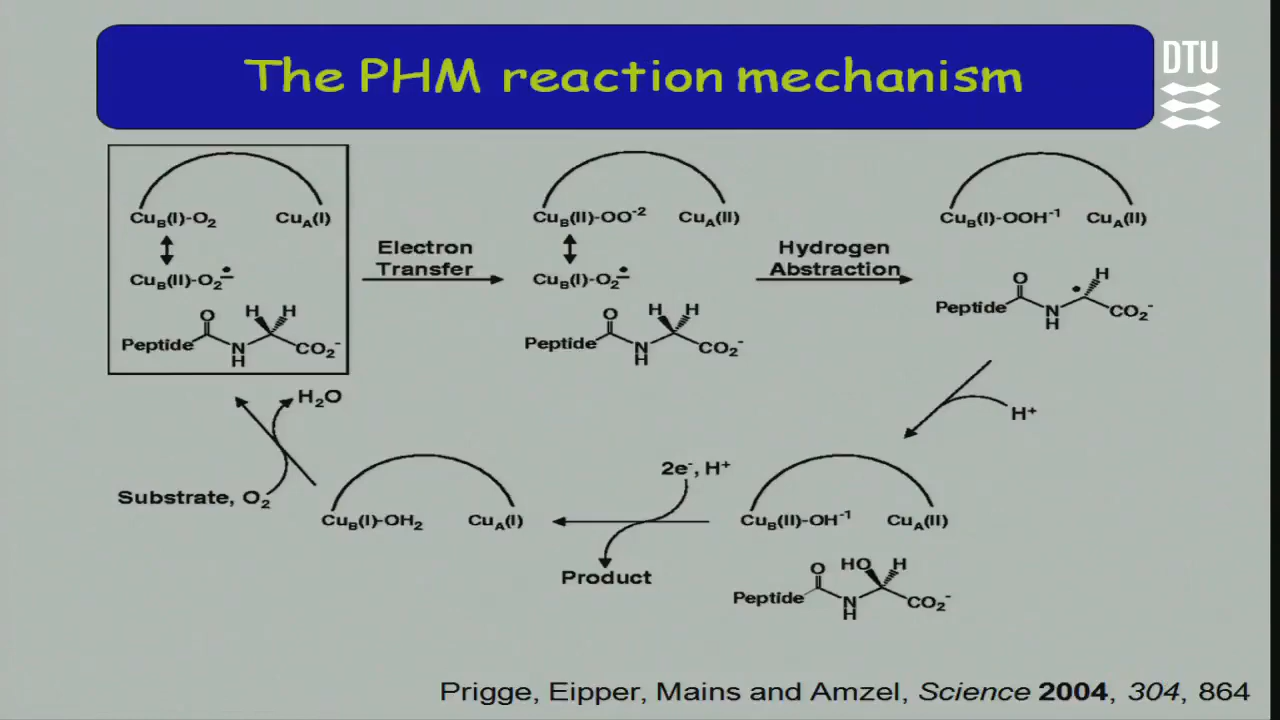 The PHM reaction mechanism
DTU
CuB(I)-O2 CuA(I)
CuB(II)-O2•−
O
H H
Peptide N H CO2-
Electron
Transfer
CuB(II)-OO-2 CuA(II)
CuB(I)-O2•−
O
H H
Peptide N H CO2-
Hydrogen
Abstraction
CuB(I)-OOH-1 CuA(II)
O
• H
Peptide N H CO2-
H+
CuB(II)-OH-1 CuA(II)
O HO H
Peptide N H CO2-
2e-, H+
Product
CuB(I)-OH2 CuA(I)
H2O
Substrate, O2
Prigge, Eipper, Mains and Amzel, Science 2004, 304, 864